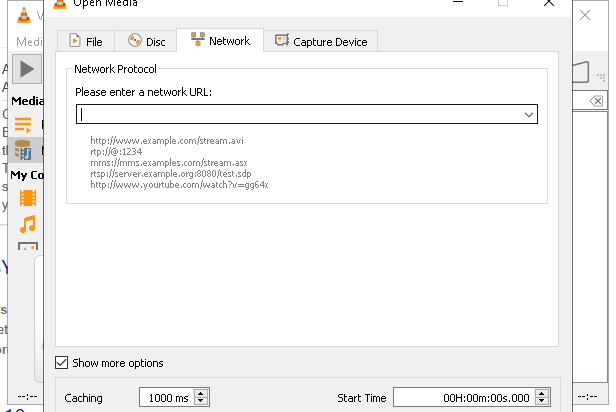 Open Media
V
Medi
File
Disc
Network
Capture Device
Network Protocol
Please enter a network URL:
http://www.example.com/stream.avi
rtp://@:1234
mms://mms.examples.com/stream.asx
rtsp://server.example.org:8080/test.sdp
http://www.yourtube.com/watch?v=gg64x
Media
My Co
Show more options
Caching
1000 ms
Start Time
00H:00m:00s.000
--:--
--:--